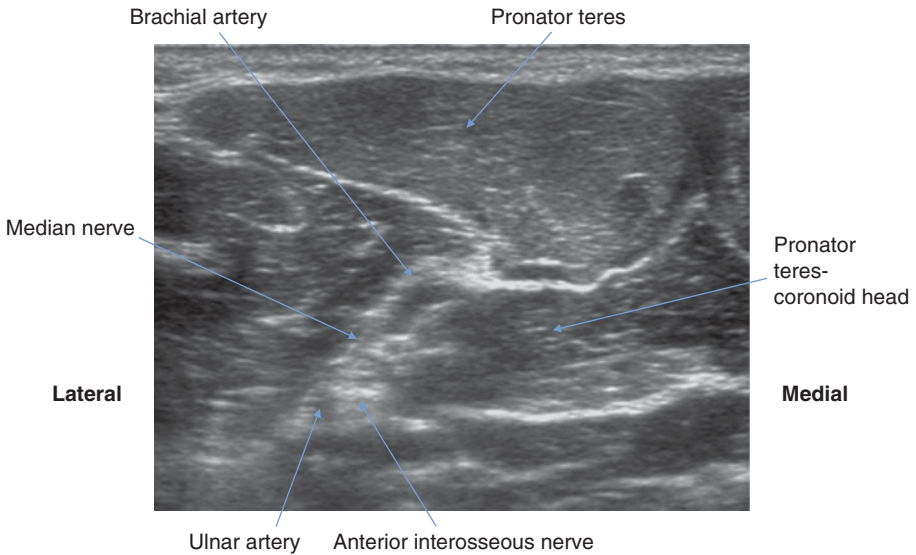 Brachial artery
Pronator teres
Median nerve
Pronator
teres-
coronoid head
Lateral
Medial
Ulnar artery
Anterior interosseous nerve